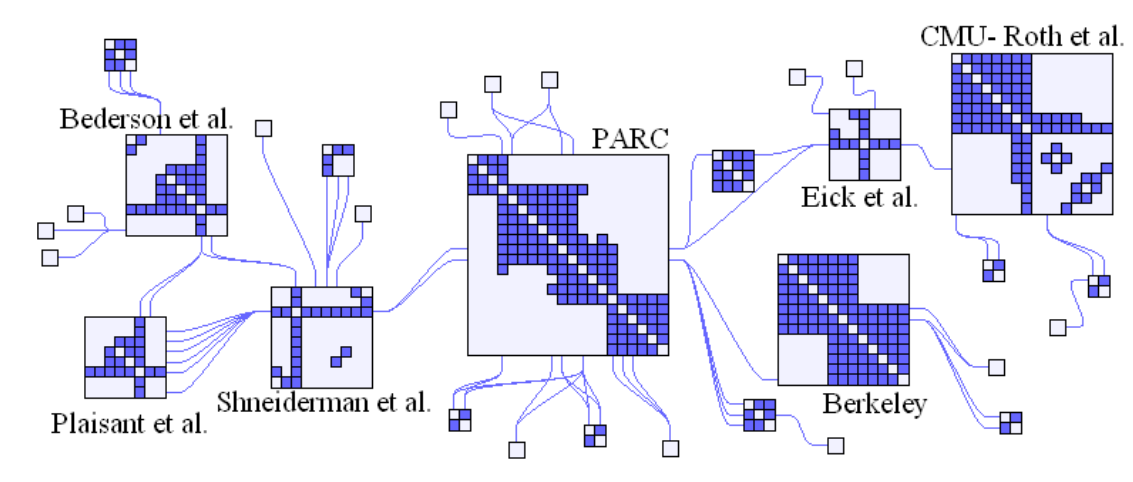 CMU- Roth et al.
Bederson et al.
PARC
Eick et al.
Shneiderman et al.
Berkeley
Plaisant et al.